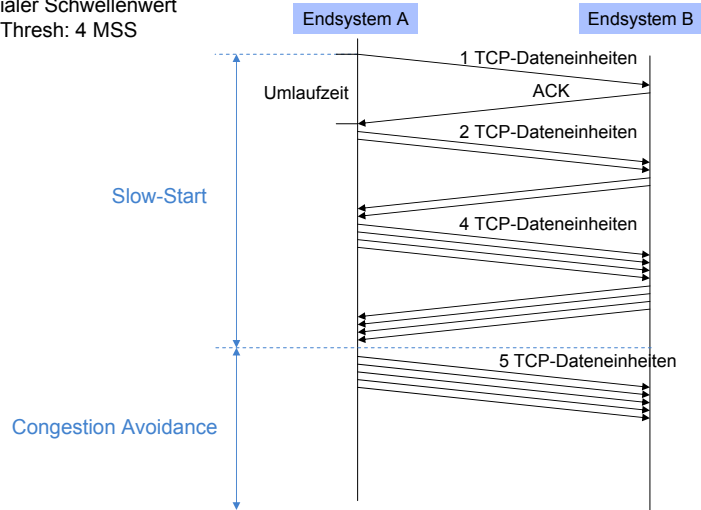 ialer Schwellenwert
Thresh: 4 MSS
Endsystem A
Endsystem B
1 TCP-Dateneinheiten
Umlaufzeit
ACK
2 TCP-Dateneinheiten
Slow-Start
4 TCP-Dateneinheiten
5 TCP-Dateneinheiten
Congestion Avoidance